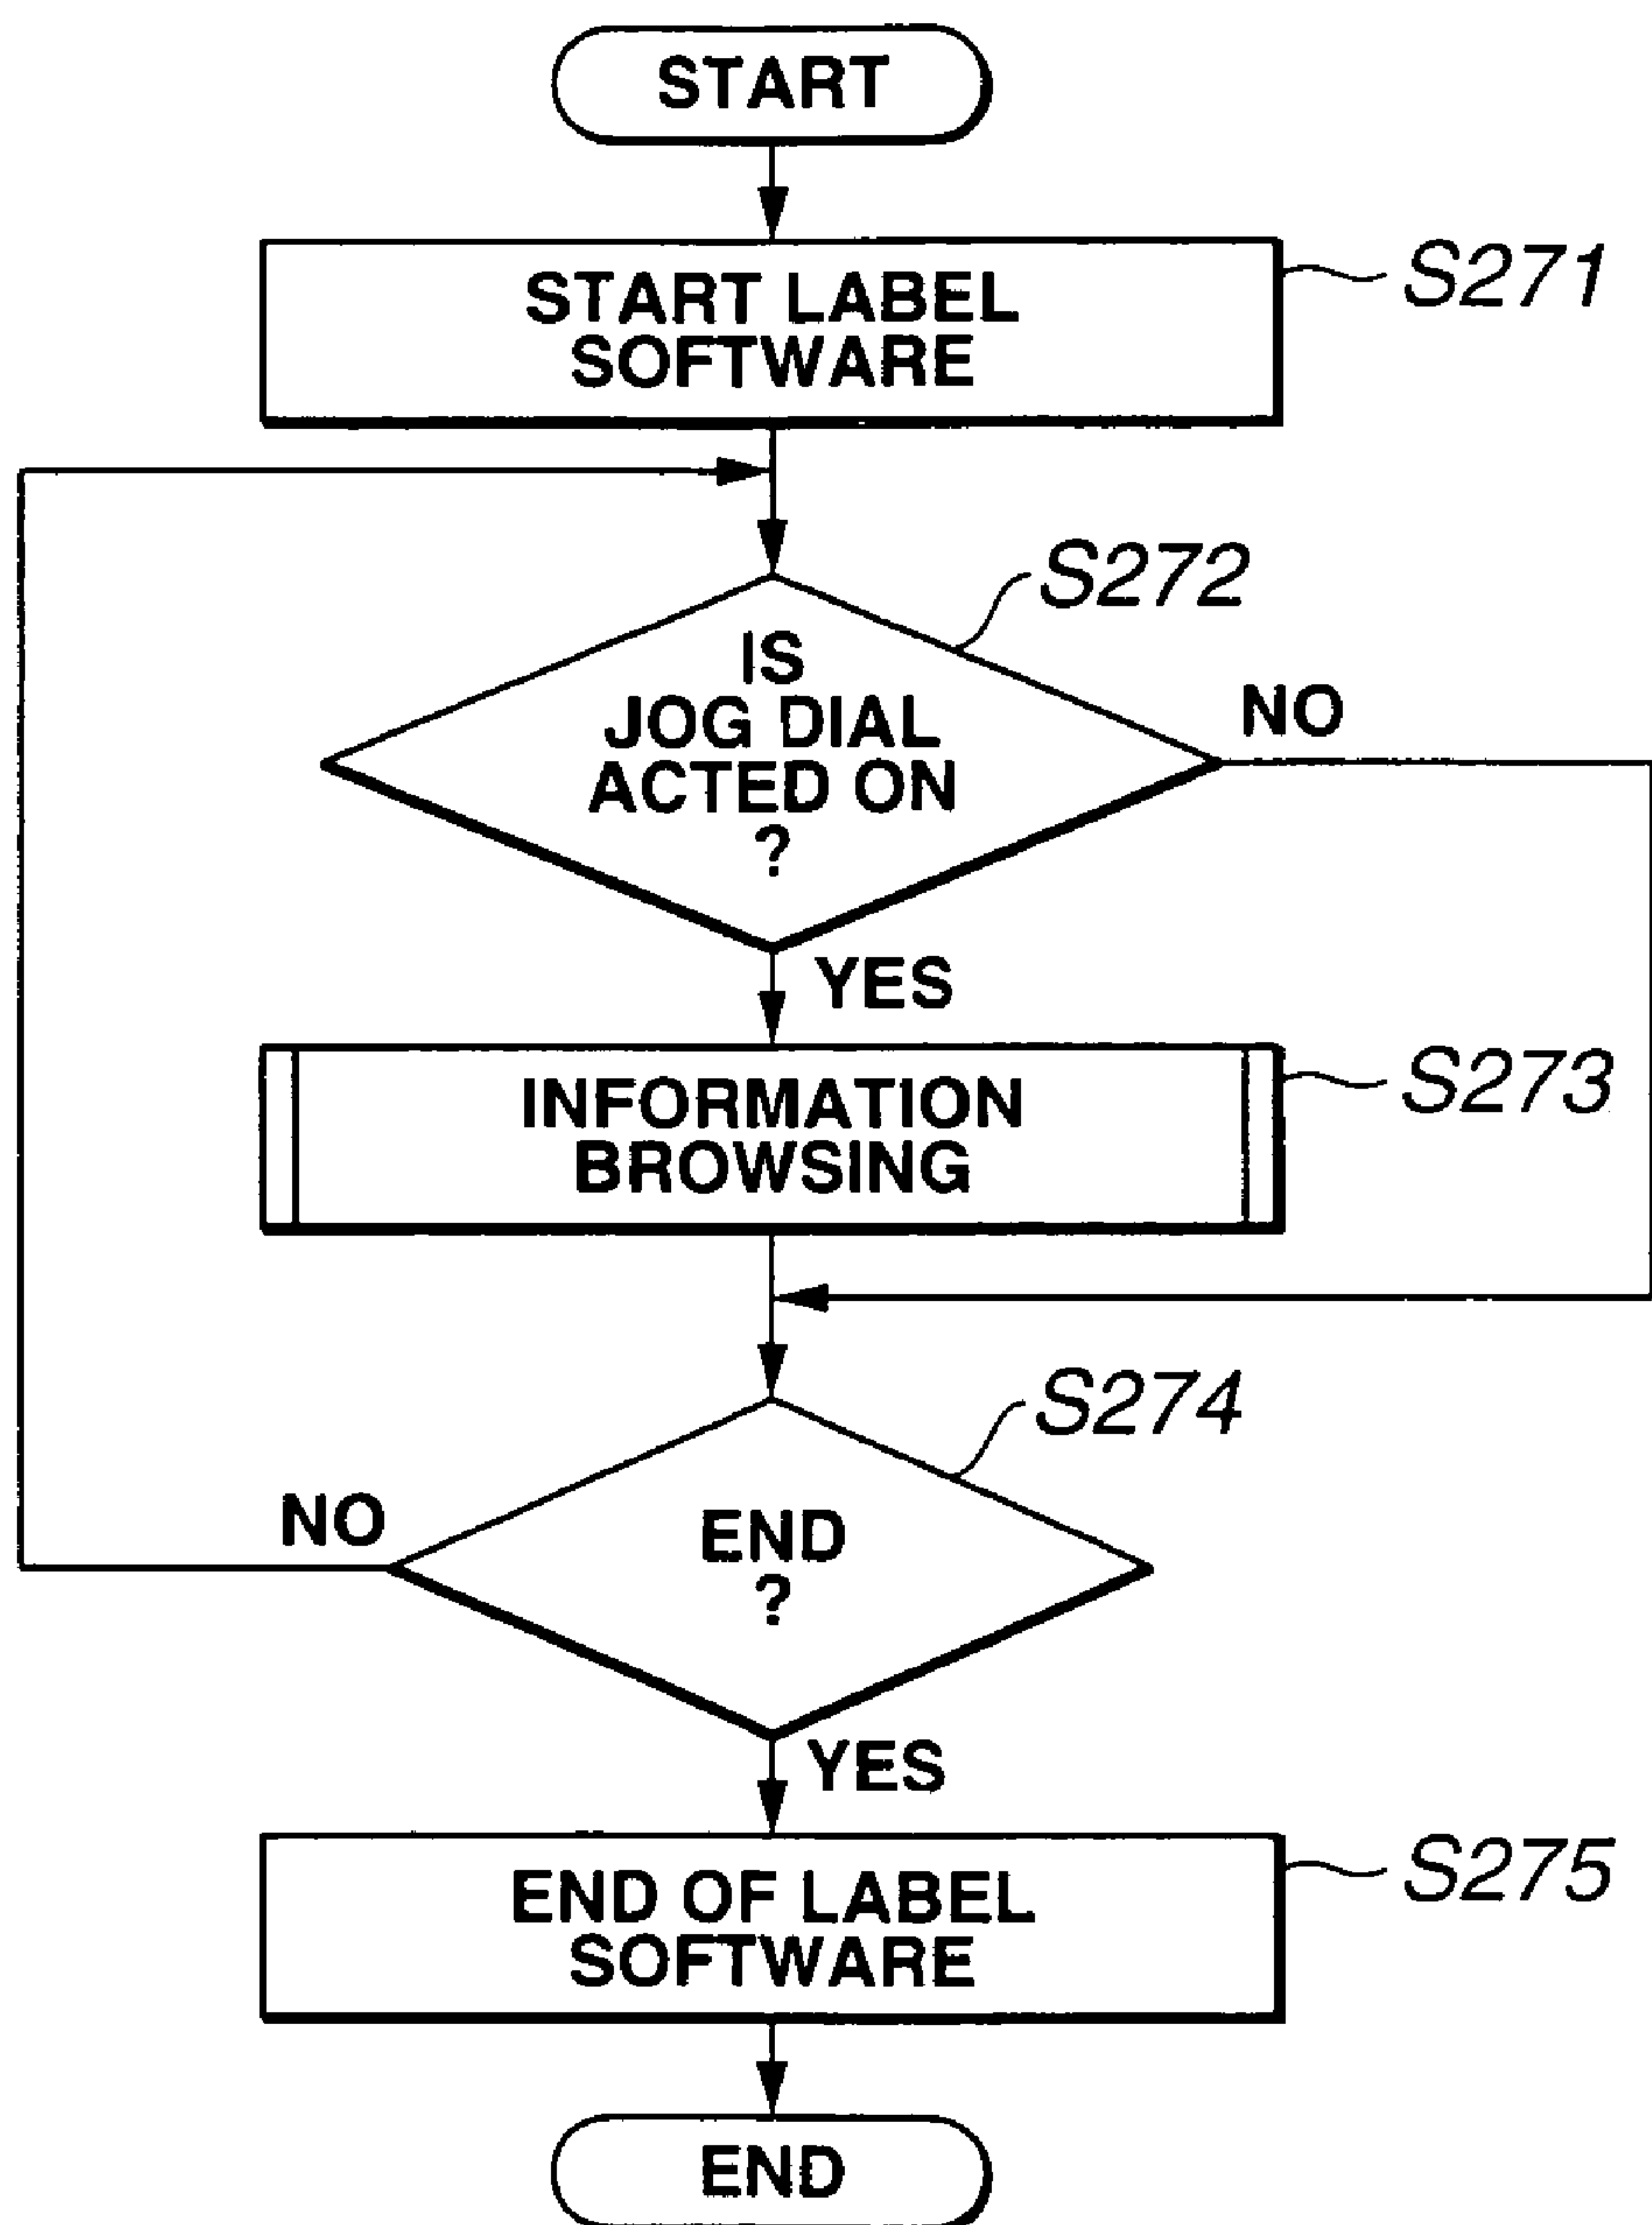 START
START LABEL
SOFTWARE
S271
S272
IS
JOG DIAL
ACTED ON
?
NO
YES
INFORMATION
BROWSING
S273
S274
END
?
NO
YES
END OF LABEL
SOFTWARE
S275
END